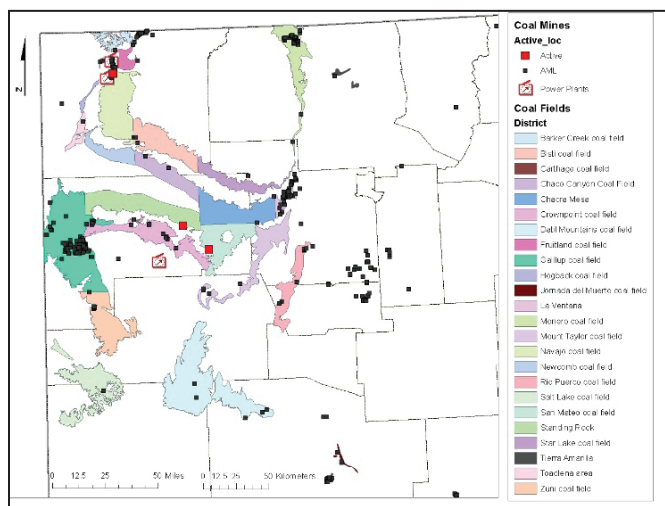 Coal Mines
Active_loc
Active
AML
Power Plants
Coal Fields
District
Barker Creek coal field
Bisti coal field
Carthage coal field
Chaco Canyon Coal Field
Chacra Mesa
Crownpoint coal field
Datil Mountains coal field
Fruitland coal field
Gallup coal field
Hogback coal field
Jornada del Muerto coal field
La Ventana
Monero coal field
Mount Taylor coal field
Navajo coal field
Newcomb coal field
Rio Puerco coal field
Salt Lake coal field
San Mateo coal field
Standing Rock
Star Lake coal field
Tierra Amarilla
Toadlena area
Zuni coal field
N
0 12.5 25 50 Miles
0 12.5 25 50 Kilometers